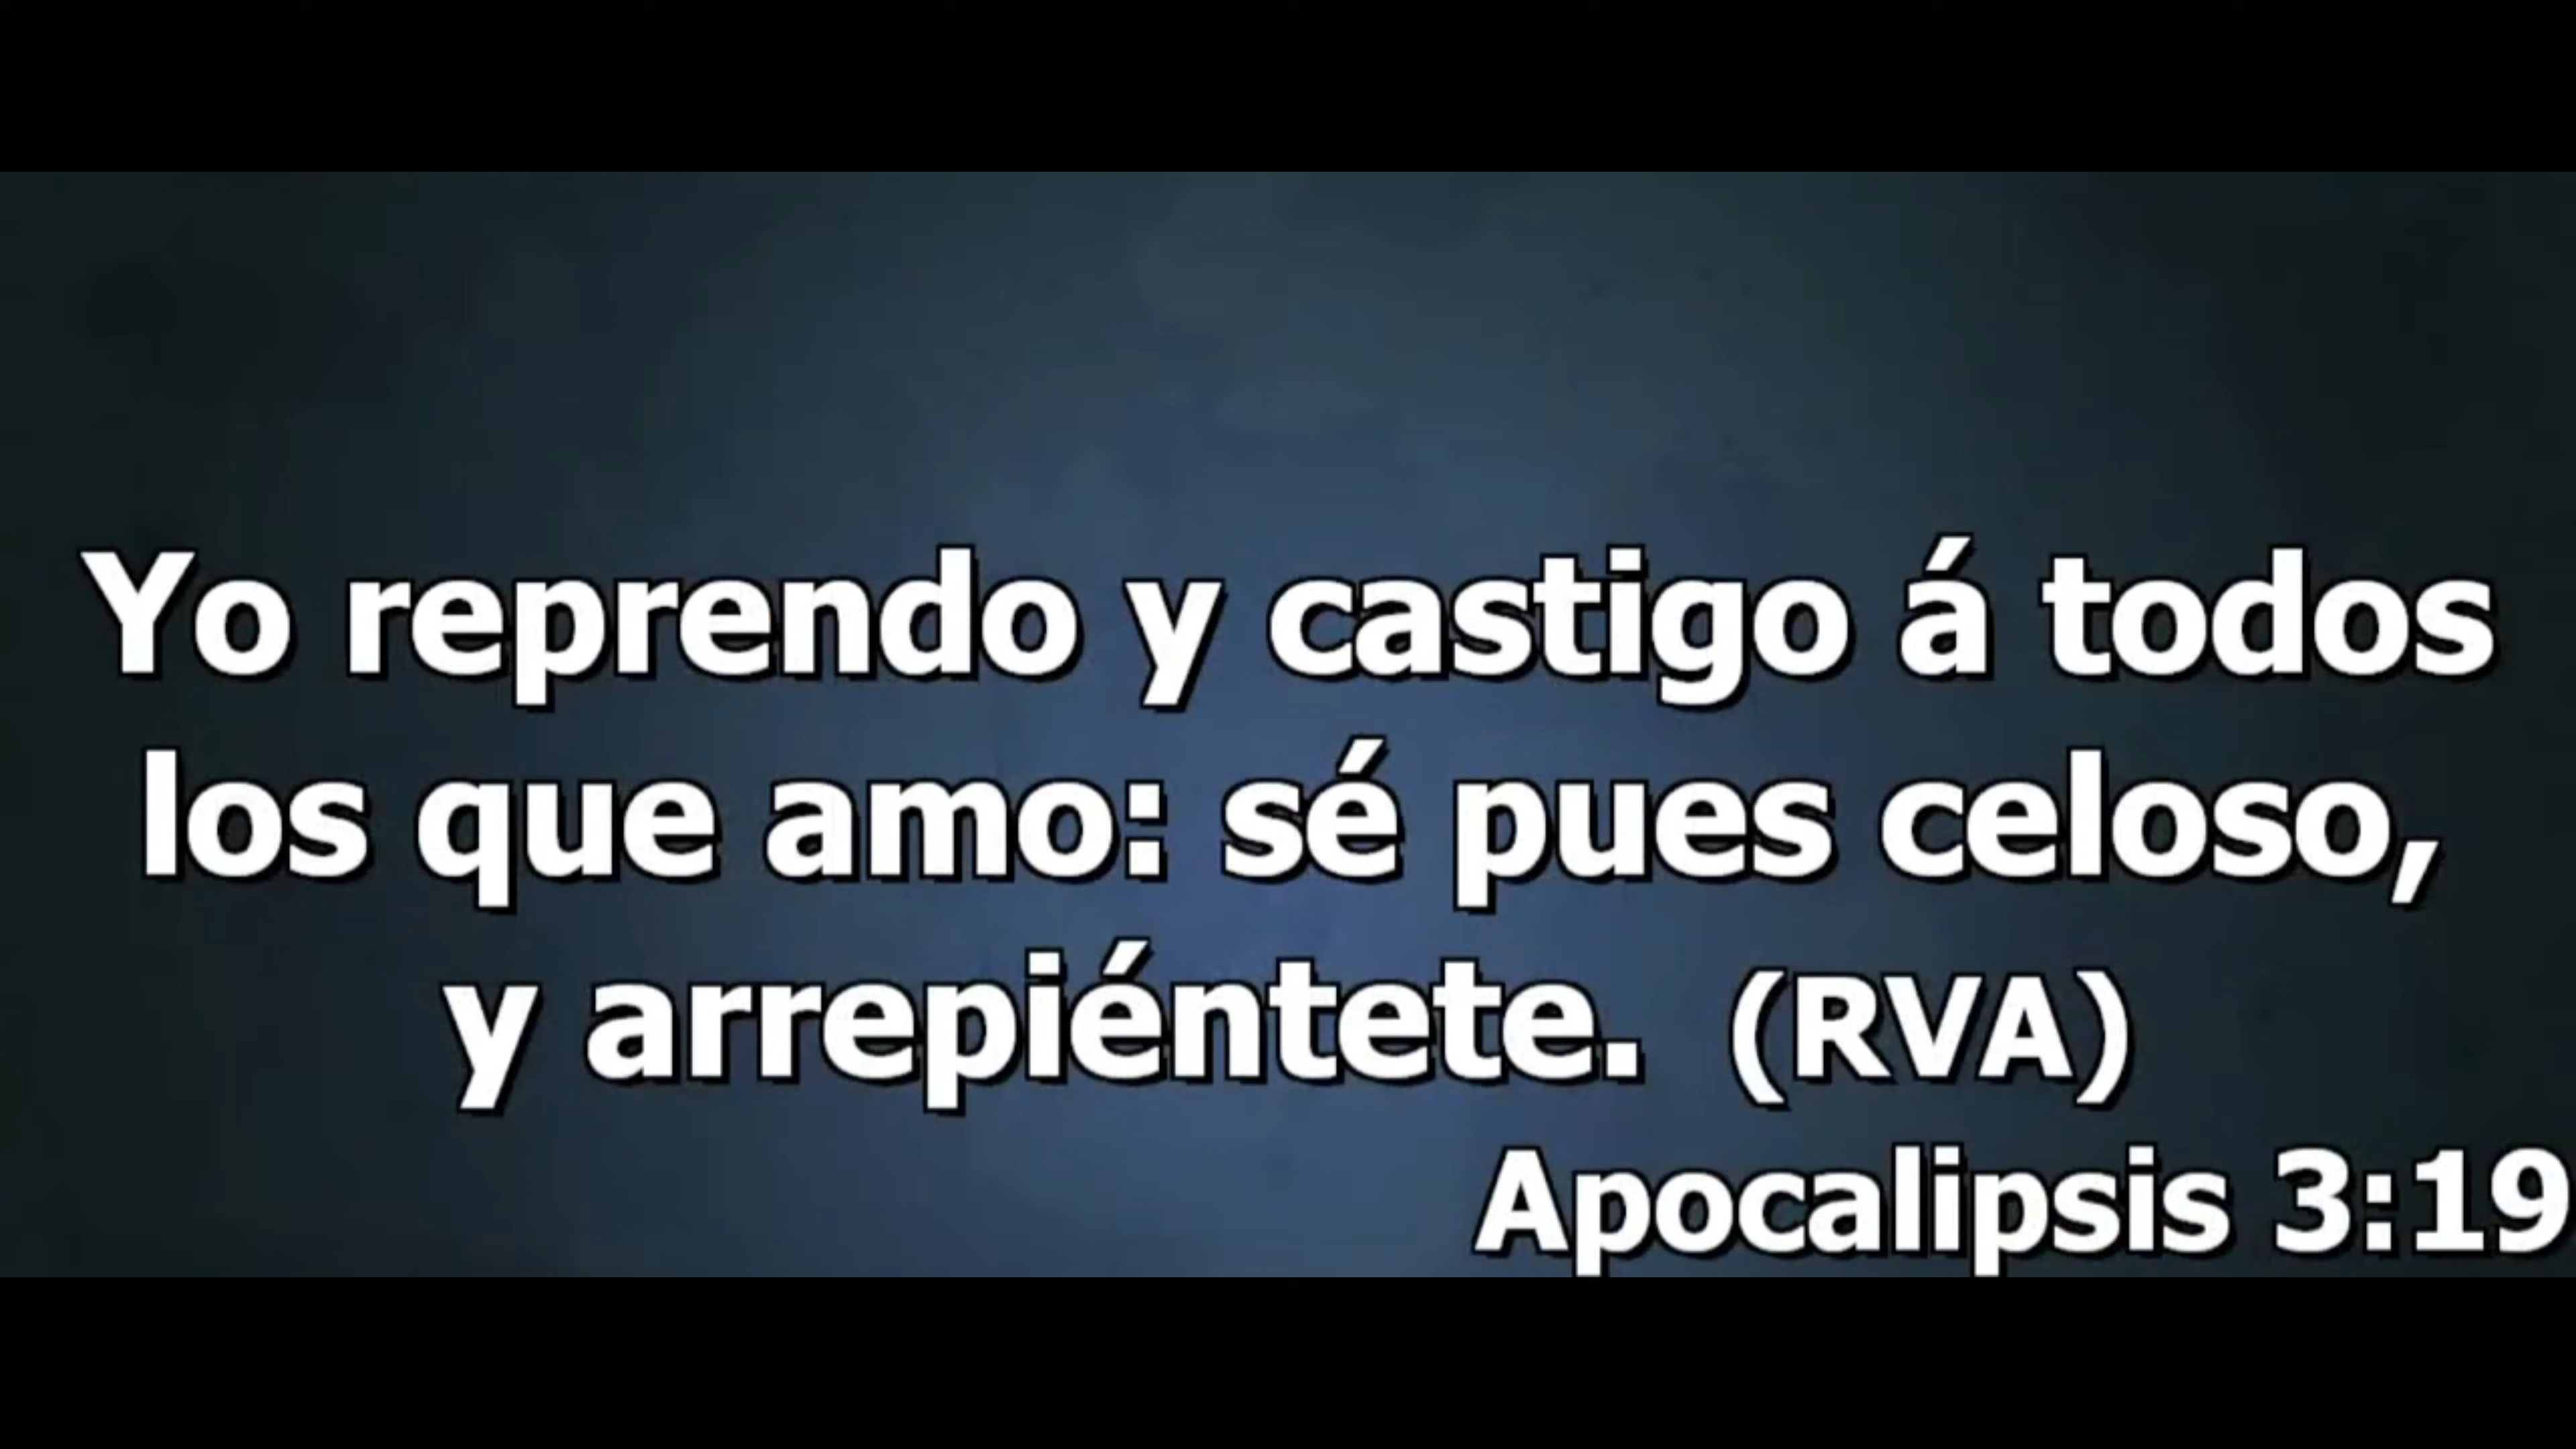 Yo reprendo y castigo á todos
los que amo: sé pues celoso,
y arrepiéntete. (RVA)
Apocalipsis 3:19